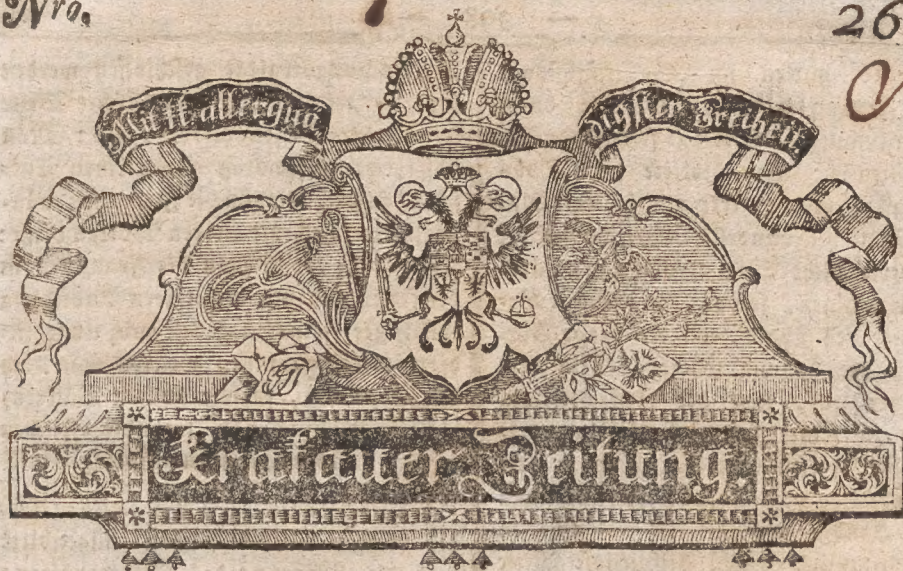 Nro. 26
Mit k. allergnä⸗ digster Freiheit.
Krakauer Zeitung.